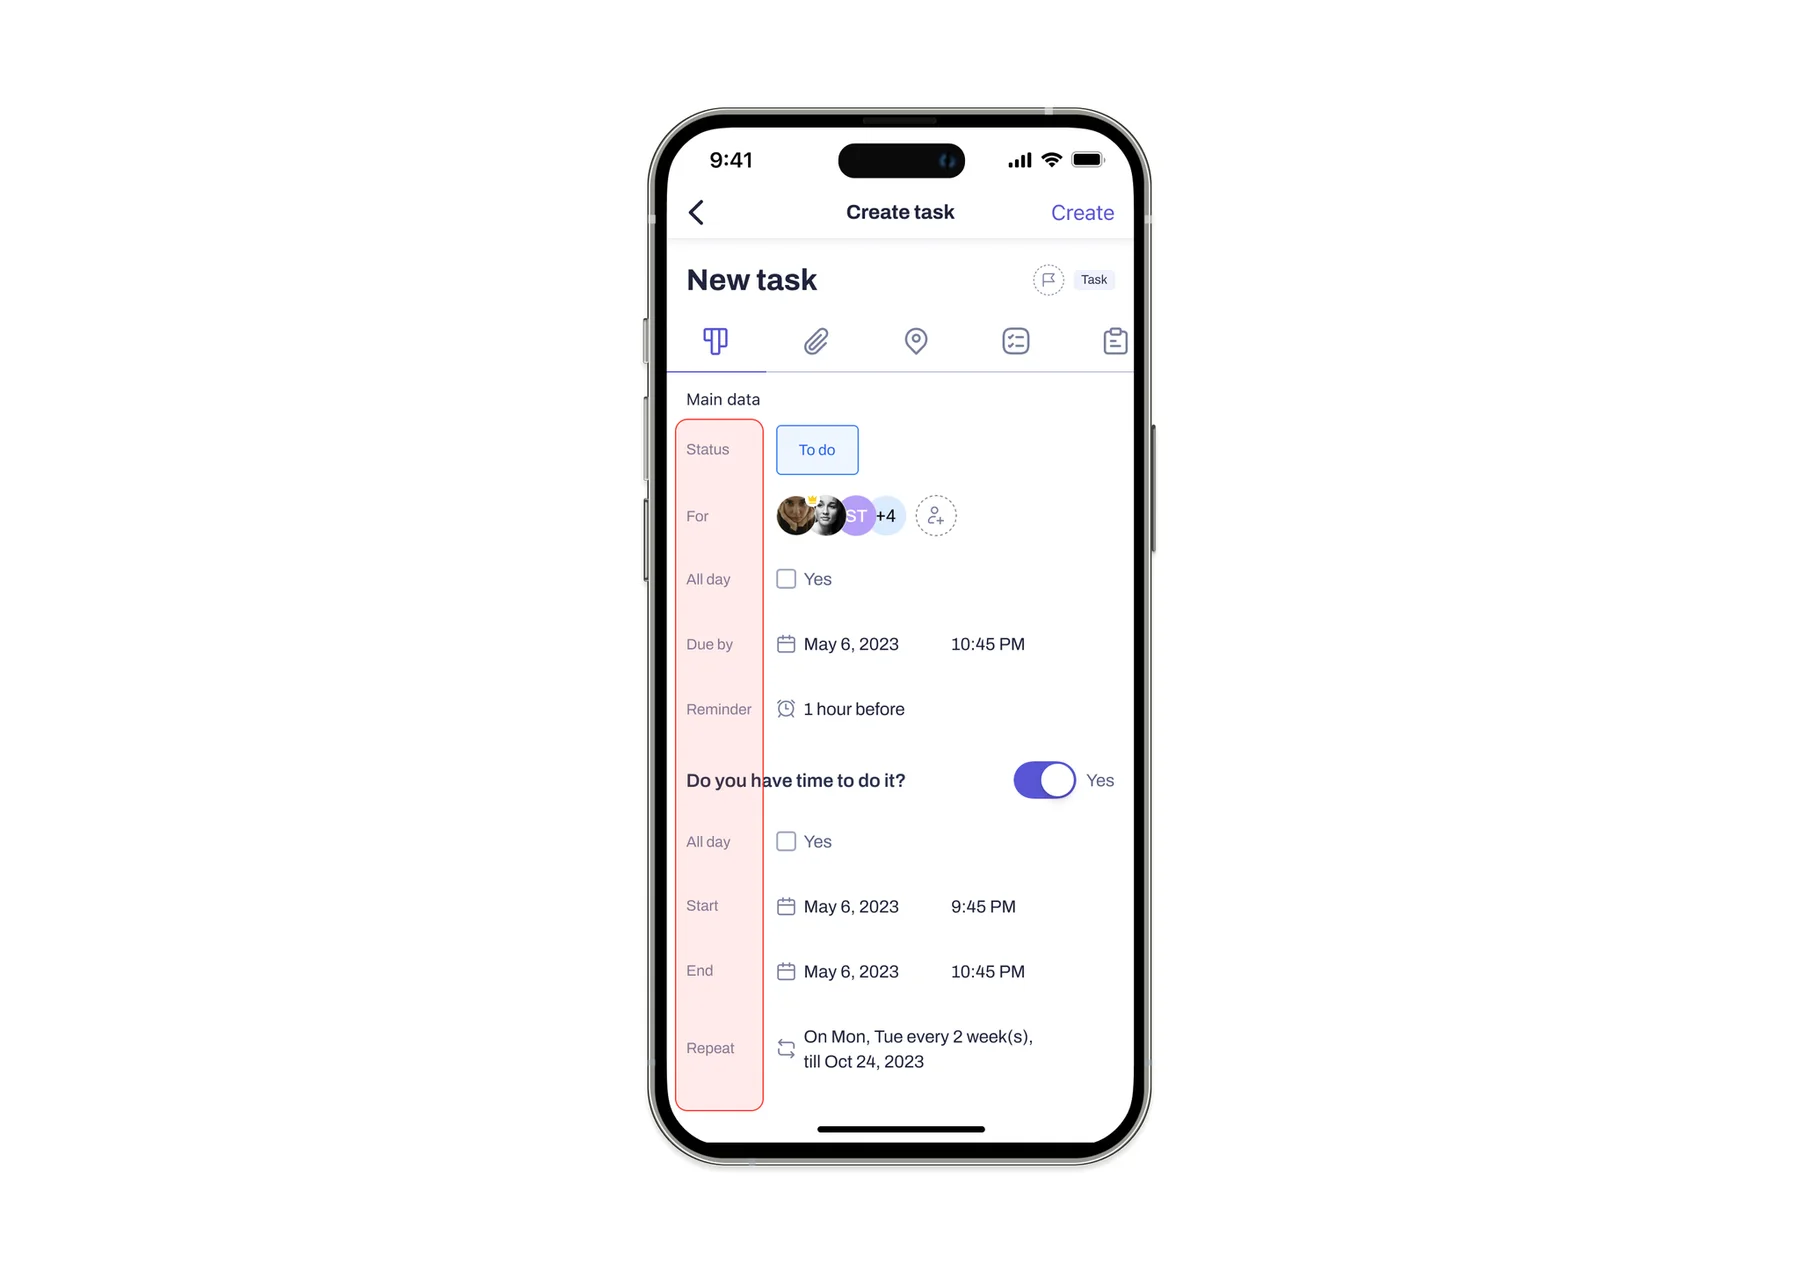 9:41
Create task
Create
New task
Task
Main data
Status
To do
For
ST
+4
All day
Yes
Due by
May 6, 2023
10:45 PM
Reminder
1 hour before
Do you have time to do it?
Yes
All day
Yes
Start
May 6, 2023
9:45 PM
End
May 6, 2023
10:45 PM
Repeat
On Mon, Tue every 2 week(s),
till Oct 24, 2023